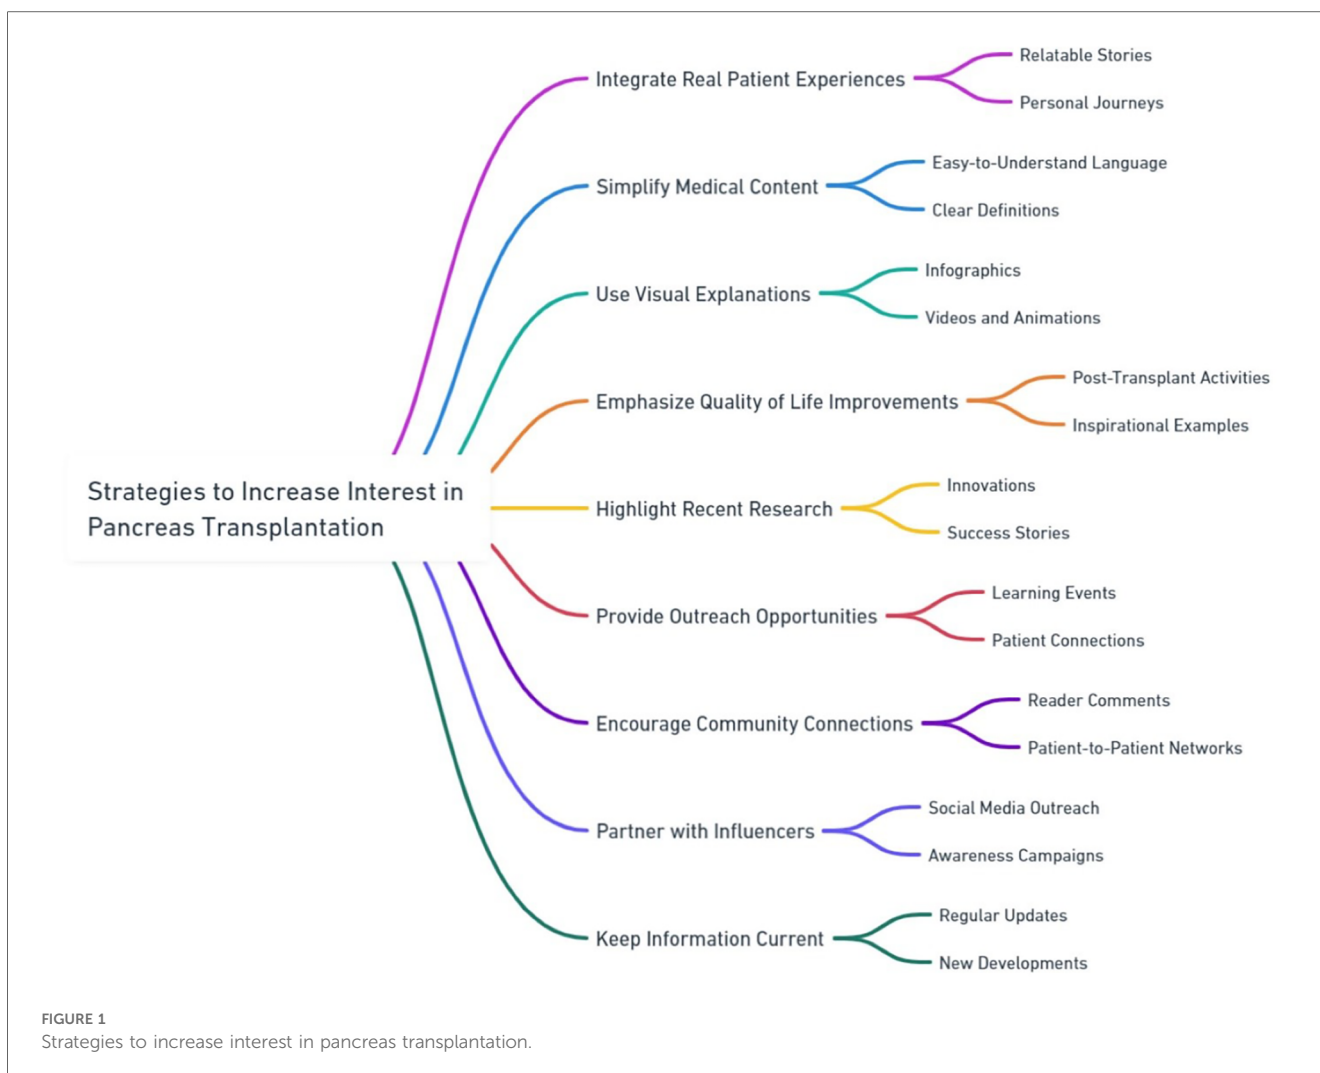 Strategies to Increase Interest in
Pancreas Transplantation
Integrate Real Patient Experiences
Relatable Stories
Personal Journeys
Simplify Medical Content
Easy-to-Understand Language
Clear Definitions
Use Visual Explanations
Infographics
Videos and Animations
Emphasize Quality of Life Improvements
Post-Transplant Activities
Inspirational Examples
Highlight Recent Research
Innovations
Success Stories
Provide Outreach Opportunities
Learning Events
Patient Connections
Encourage Community Connections
Reader Comments
Patient-to-Patient Networks
Partner with Influencers
Social Media Outreach
Awareness Campaigns
Keep Information Current
Regular Updates
New Developments
FIGURE 1
Strategies to increase interest in pancreas transplantation.